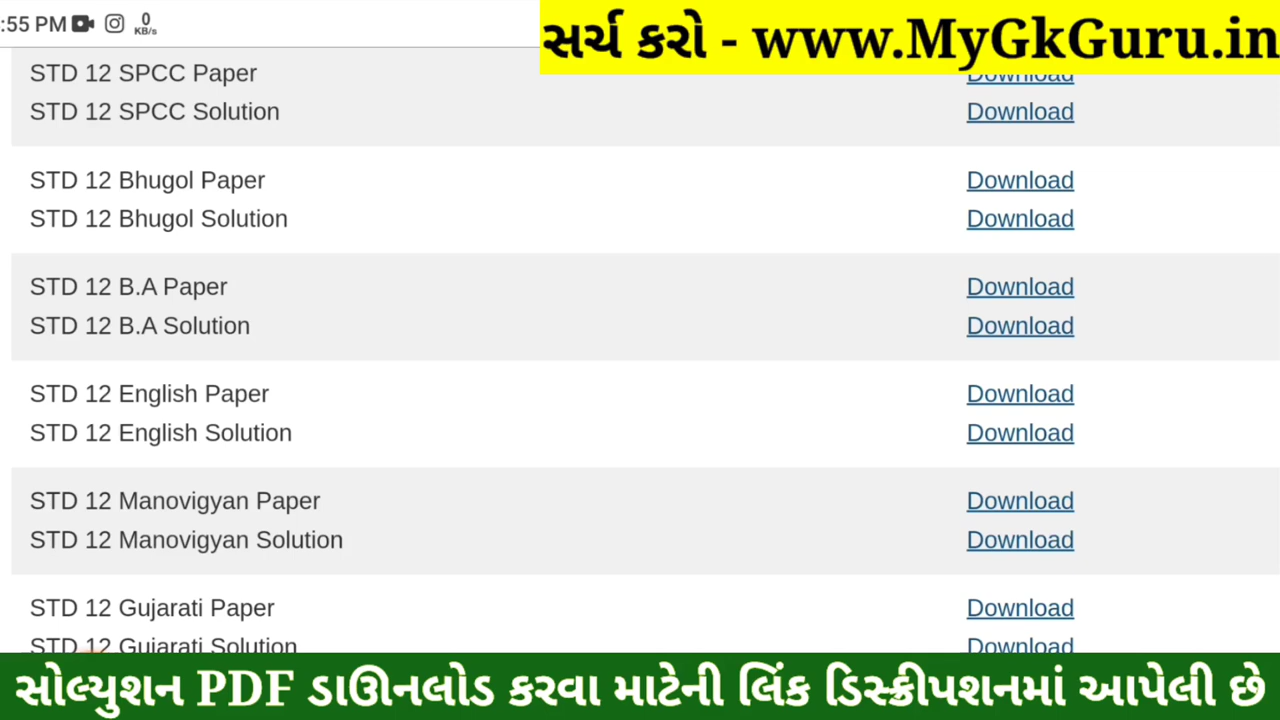 :55 PM 0 KB/s
સર્ચ કરો - www.MyGkGuru.in
STD 12 SPCC Paper Download
STD 12 SPCC Solution Download
STD 12 Bhugol Paper Download
STD 12 Bhugol Solution Download
STD 12 B.A Paper Download
STD 12 B.A Solution Download
STD 12 English Paper Download
STD 12 English Solution Download
STD 12 Manovigyan Paper Download
STD 12 Manovigyan Solution Download
STD 12 Gujarati Paper Download
STD 12 Gujarati Solution Download
સોલ્યુશન PDF ડાઊનલોડ કરવા માટેની લિંક ડિસ્ક્રીપશનમાં આપેલી છે